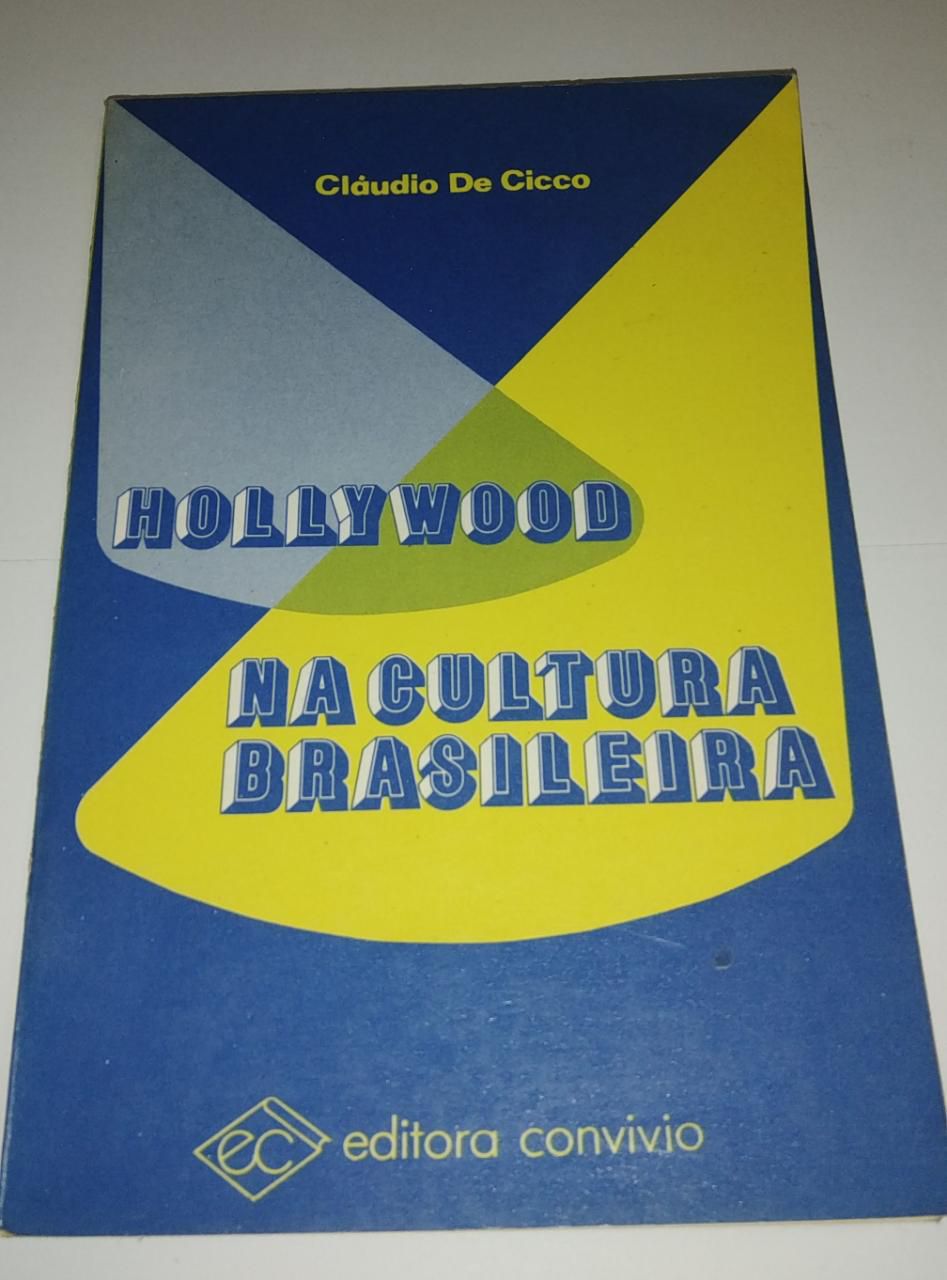 Cláudio De Cicco
HOLLYWOOD
NA CULTURA
BRASILEIRA
ec editora convivio